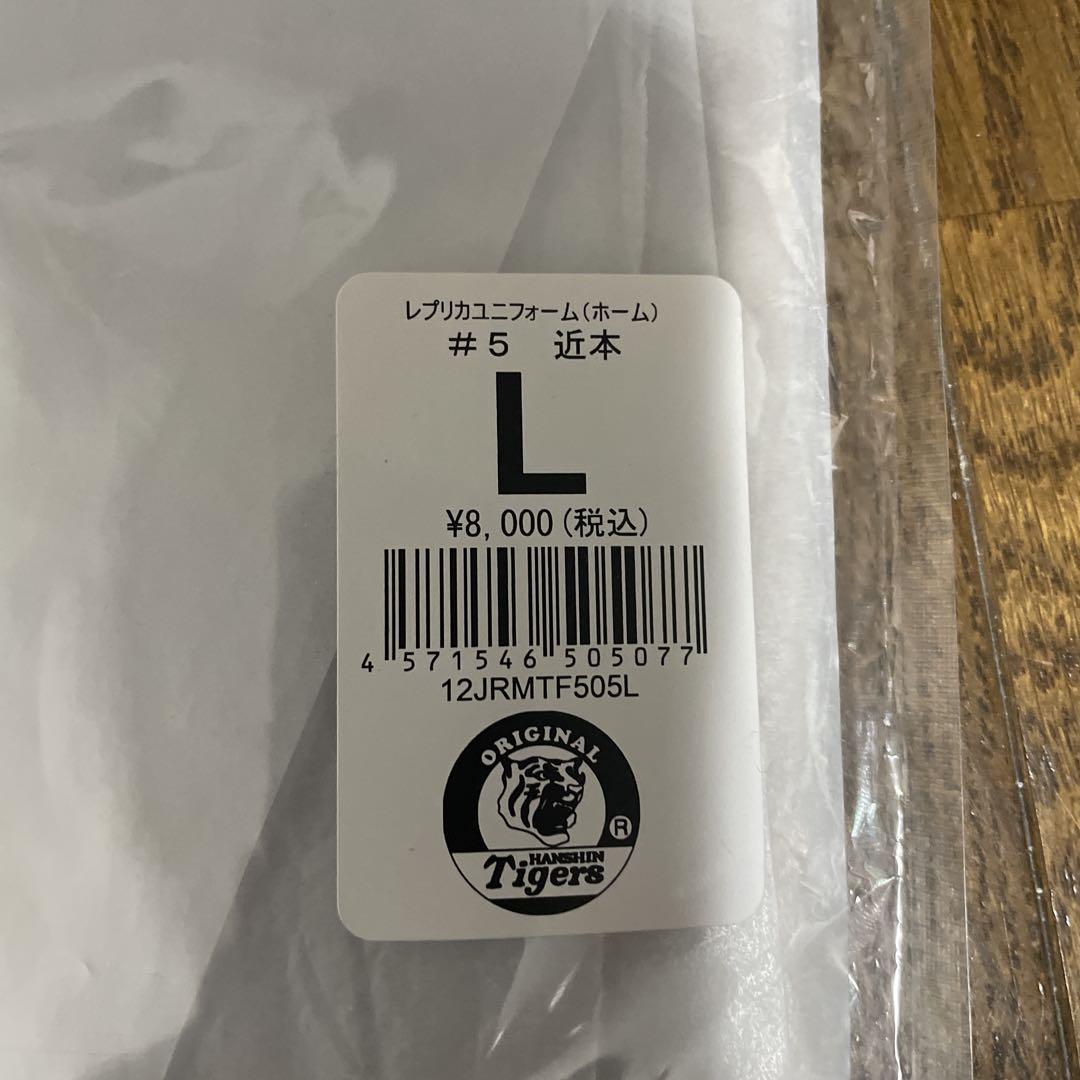 レプリカユニフォーム(ホーム)
#5 近本
L
¥8,000(税込)
4 571546 505077
12JRMTF505L
ORIGINAL
®
HANSHIN
Tigers